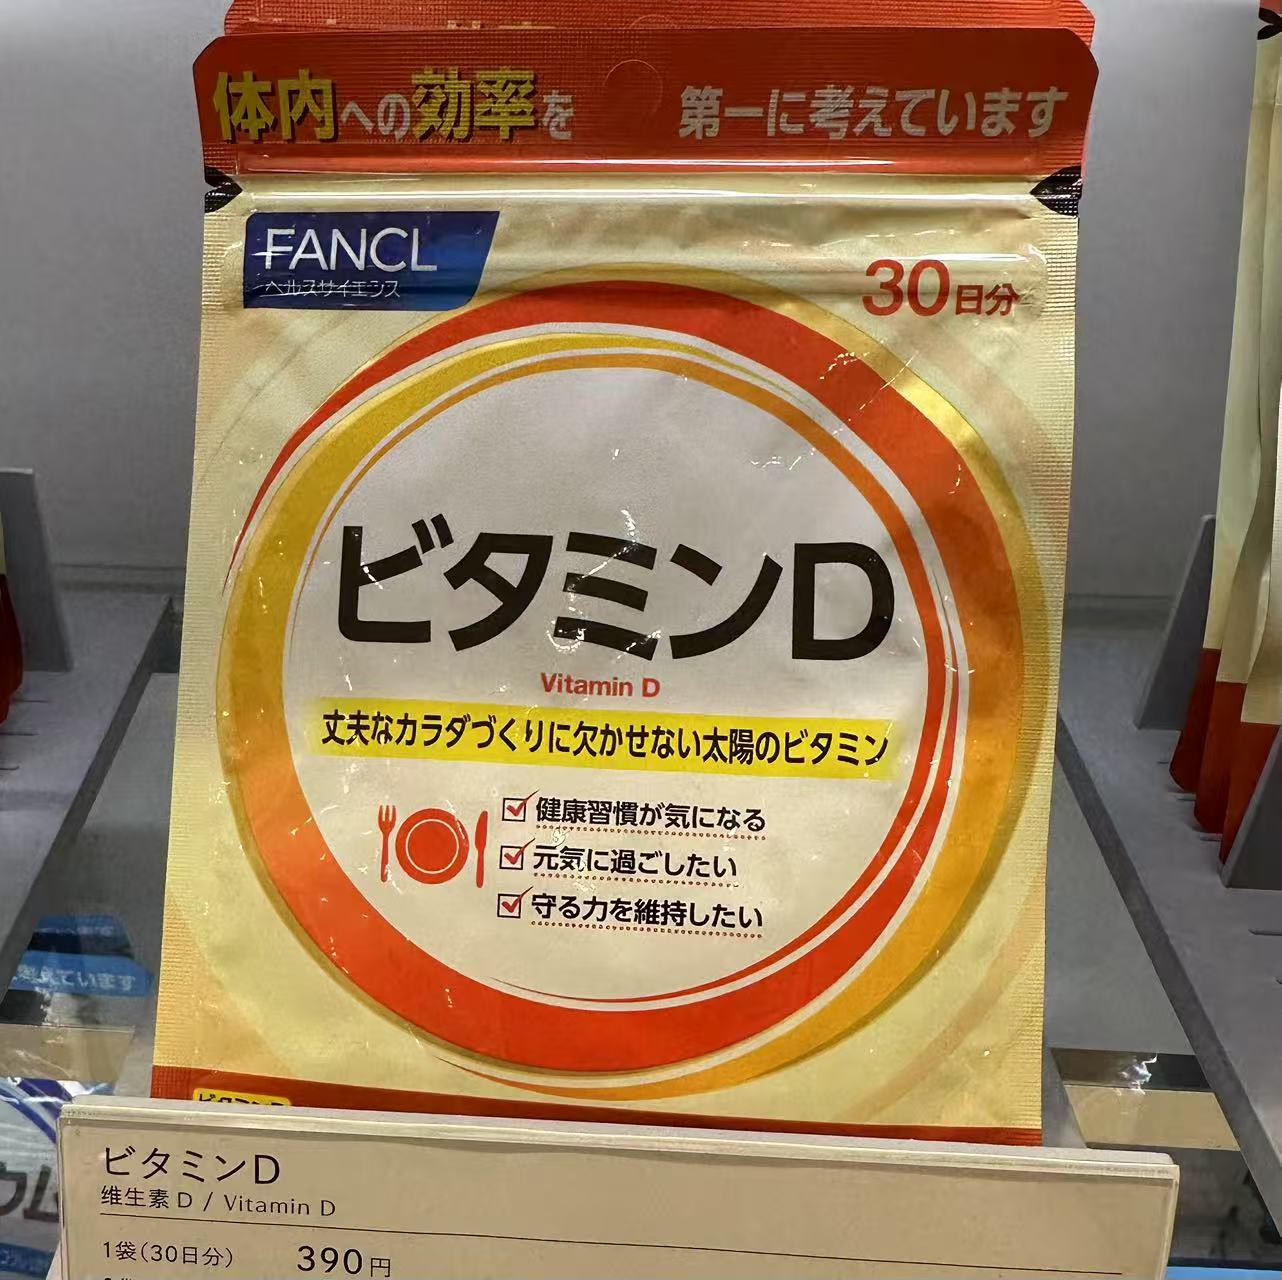 体内への効率を 第一に考えています
FANCL
ヘルスサイエンス
30日分
ビタミンD
Vitamin D
丈夫なカラダづくりに欠かせない太陽のビタミン
健康習慣が気になる
元気に過ごしたい
守る力を維持したい
ビタミンD
ビタミンD
维生素D / Vitamin D
1袋(30日分) 390円